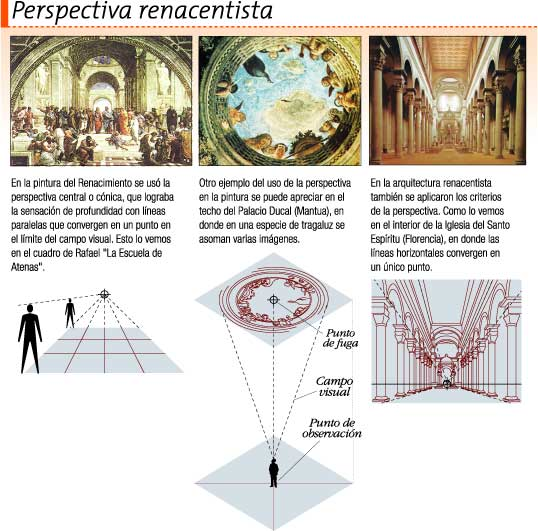 Perspectiva renacentista
En la pintura del Renacimiento se usó la
perspectiva central o cónica, que lograba
la sensación de profundidad con líneas
paralelas que convergen en un punto en
el límite del campo visual. Esto lo vemos
en el cuadro de Rafael "La Escuela de
Atenas".
Otro ejemplo del uso de la perspectiva
en la pintura se puede apreciar en el
techo del Palacio Ducal (Mantua), en
donde en una especie de tragaluz se
asoman varias imágenes.
En la arquitectura renacentista
también se aplicaron los criterios
de la perspectiva. Como lo vemos
en el interior de la Iglesia del Santo
Espíritu (Florencia), en donde las
líneas horizontales convergen en
un único punto.
Punto
de fuga
Campo
visual
Punto de
observación